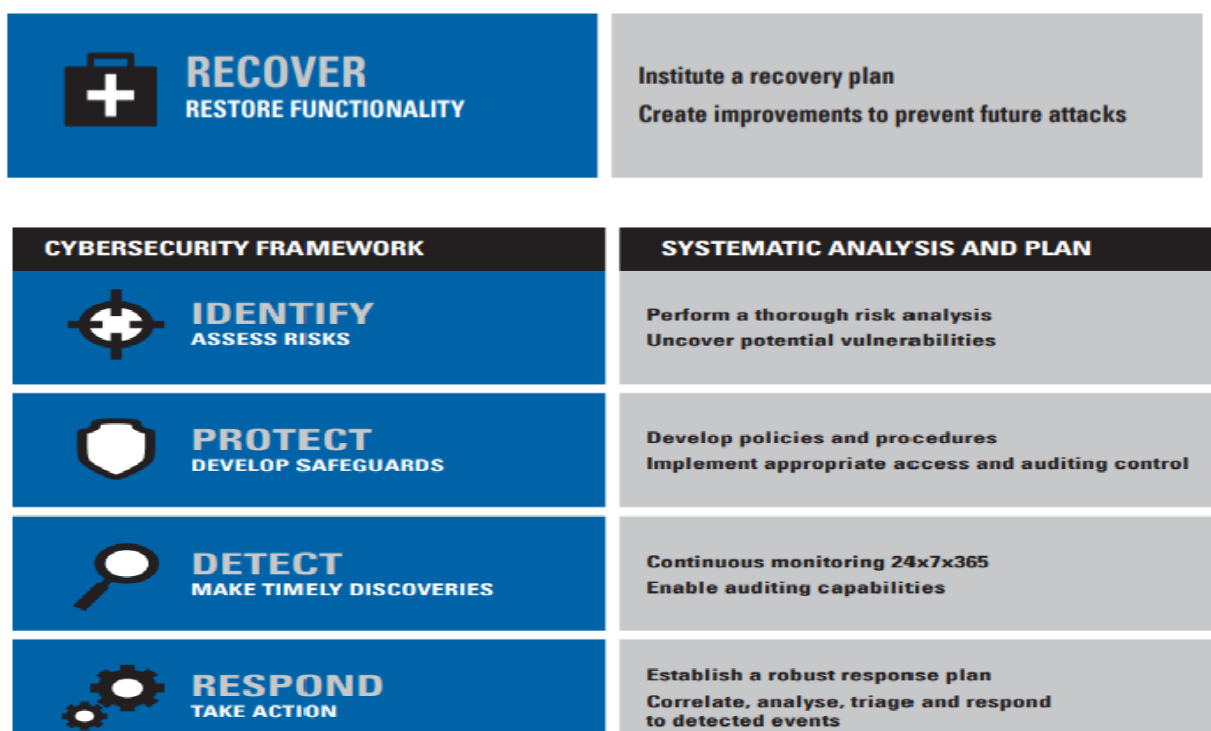 RECOVER
RESTORE FUNCTIONALITY
Institute a recovery plan
Create improvements to prevent future attacks
CYBERSECURITY FRAMEWORK
SYSTEMATIC ANALYSIS AND PLAN
IDENTIFY
ASSESS RISKS
Perform a thorough risk analysis
Uncover potential vulnerabilities
PROTECT
DEVELOP SAFEGUARDS
Develop policies and procedures
Implement appropriate access and auditing control
DETECT
MAKE TIMELY DISCOVERIES
Continuous monitoring 24x7x365
Enable auditing capabilities
RESPOND
TAKE ACTION
Establish a robust response plan
Correlate, analyse, triage and respond
to detected events